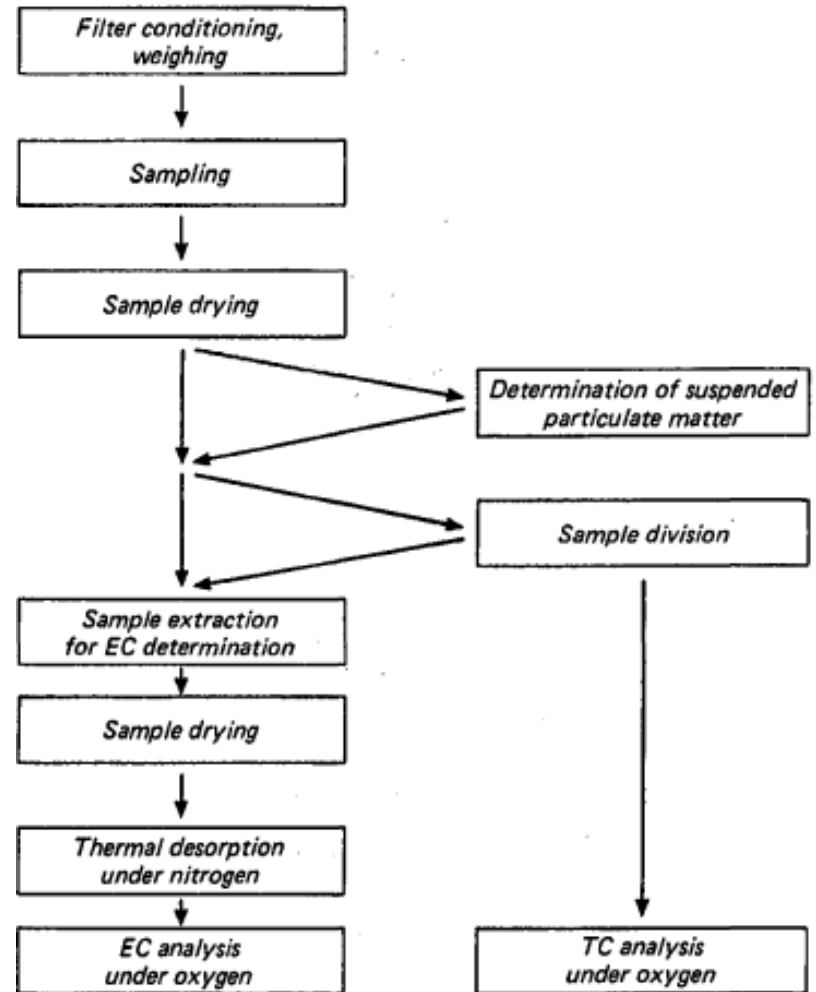 Filter conditioning,
weighing
Sampling
Sample drying
Determination of suspended
particulate matter
Sample division
Sample extraction
for EC determination
Sample drying
Thermal desorption
under nitrogen
EC analysis
under oxygen
TC analysis
under oxygen